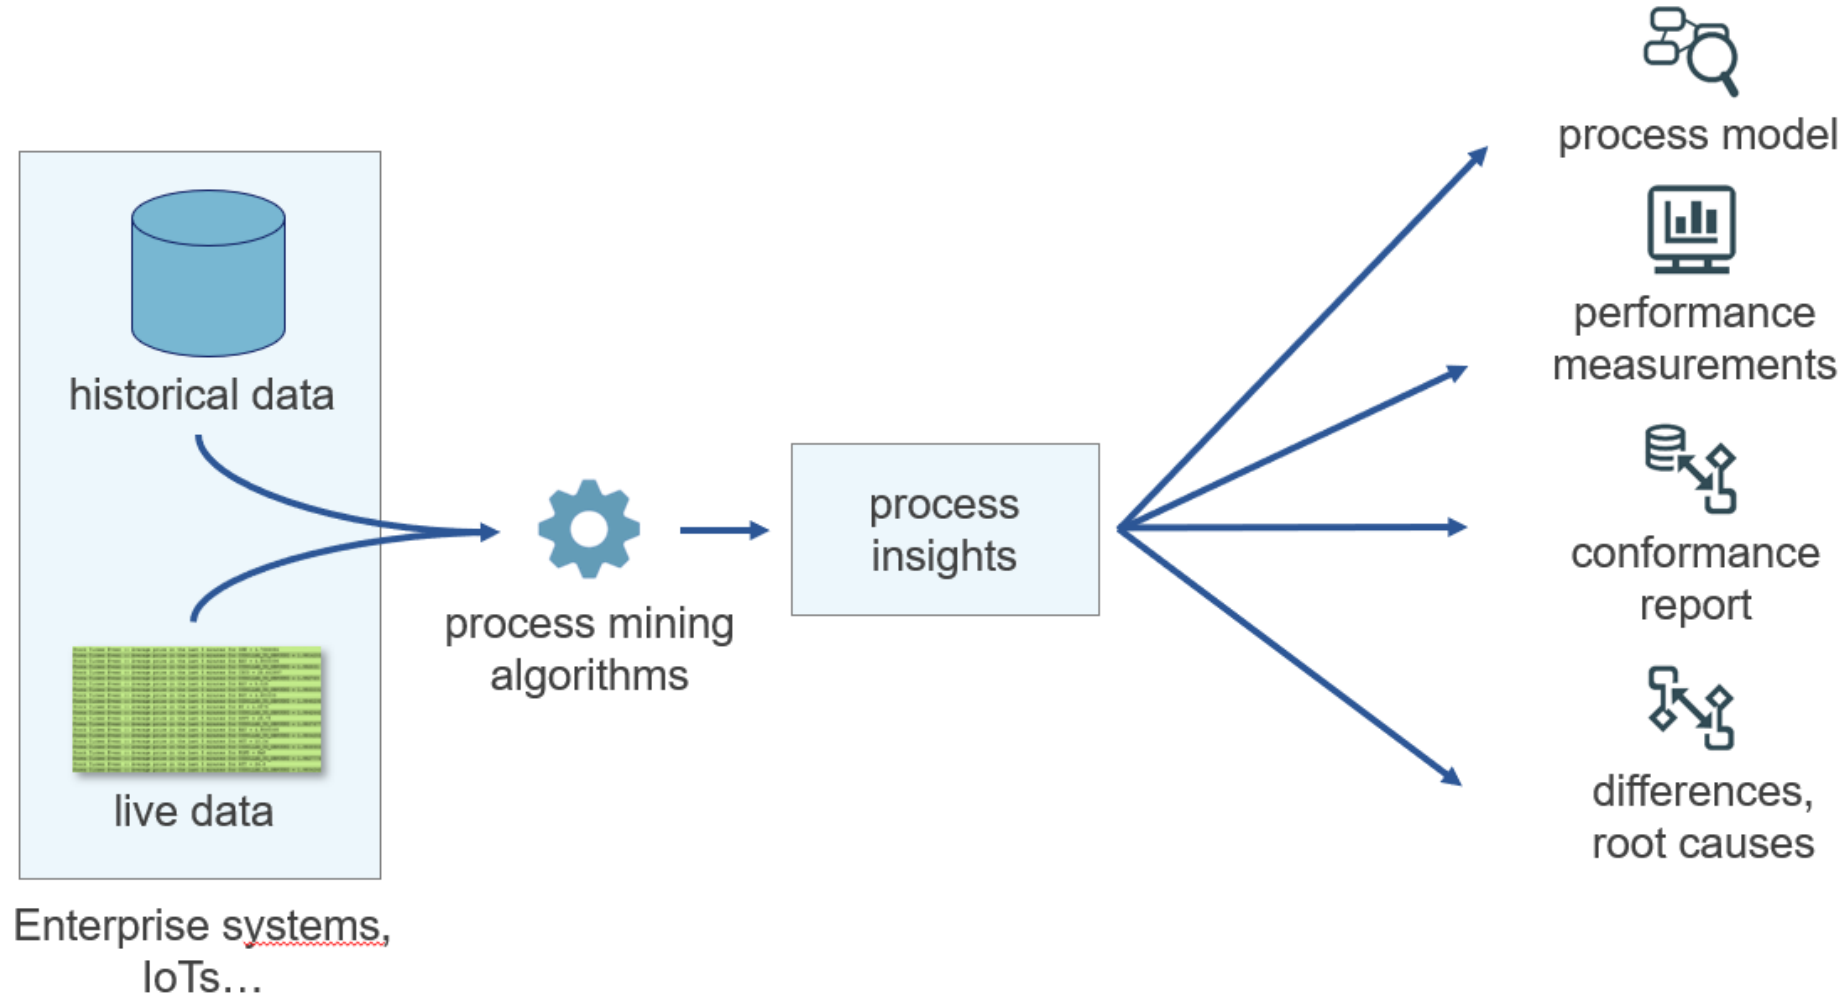 historical data
live data
Enterprise systems,
IoTs...
process mining
algorithms
process
insights
process model
performance
measurements
conformance
report
differences,
root causes